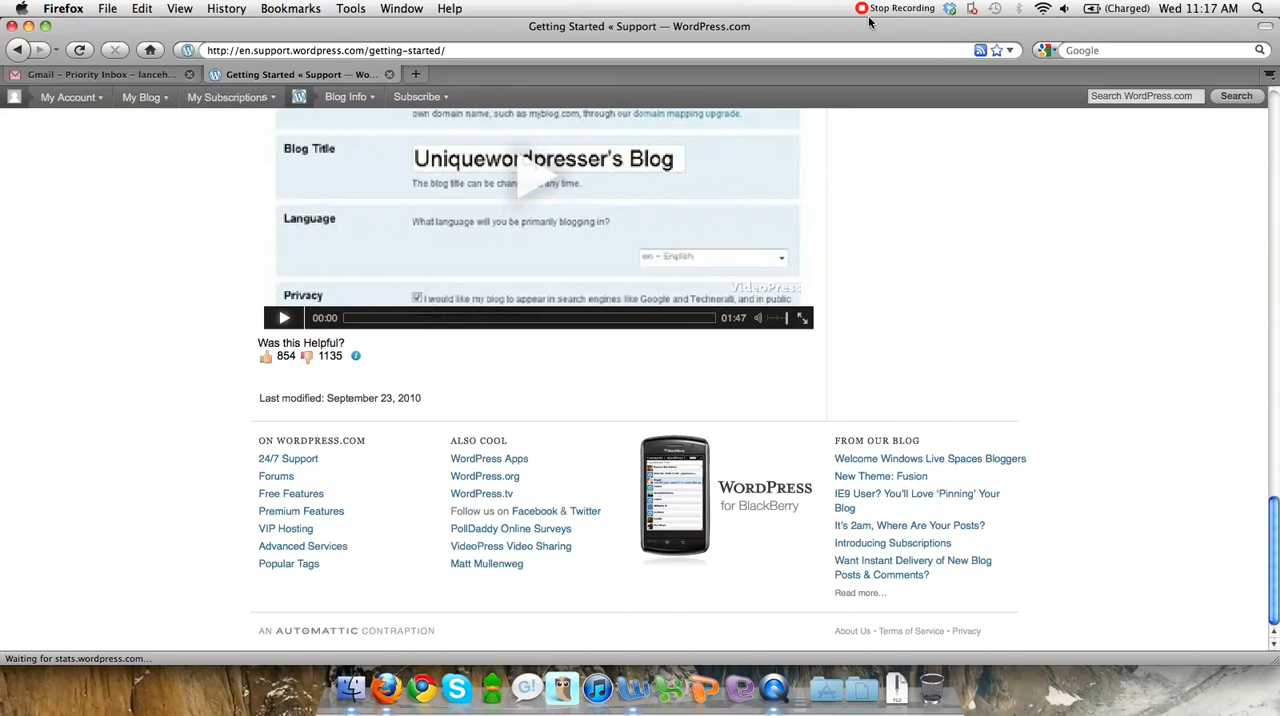 Firefox File Edit View History Bookmarks Tools Window Help Stop Recording (Charged) Wed 11:17 AM
Getting Started « Support — WordPress.com
http://en.support.wordpress.com/getting-started/ Google
Gmail – Priority Inbox – lanceh... Getting Started « Support — Wo...
My Account My Blog My Subscriptions Blog Info Subscribe Search WordPress.com Search
own domain name, such as myblog.com, through our domain mapping upgrade.
Blog Title Uniquewordpresser's Blog
The blog title can be any time.
Language What language will you be primarily blogging in?
en – English
VideoPress
Privacy I would like my blog to appear in search engines like Google and Technorati, and in public
00:00 01:47
Was this Helpful?
854 1135
Last modified: September 23, 2010
ON WORDPRESS.COM
24/7 Support
Forums
Free Features
Premium Features
VIP Hosting
Advanced Services
Popular Tags
ALSO COOL
WordPress Apps
WordPress.org
WordPress.tv
Follow us on Facebook & Twitter
PollDaddy Online Surveys
VideoPress Video Sharing
Matt Mullenweg
WORDPRESS
for BlackBerry
FROM OUR BLOG
Welcome Windows Live Spaces Bloggers
New Theme: Fusion
IE9 User? You'll Love 'Pinning' Your
Blog
It's 2am, Where Are Your Posts?
Introducing Subscriptions
Want Instant Delivery of New Blog
Posts & Comments?
Read more…
AN AUTOMATTIC CONTRAPTION
About Us • Terms of Service • Privacy
Waiting for stats.wordpress.com...